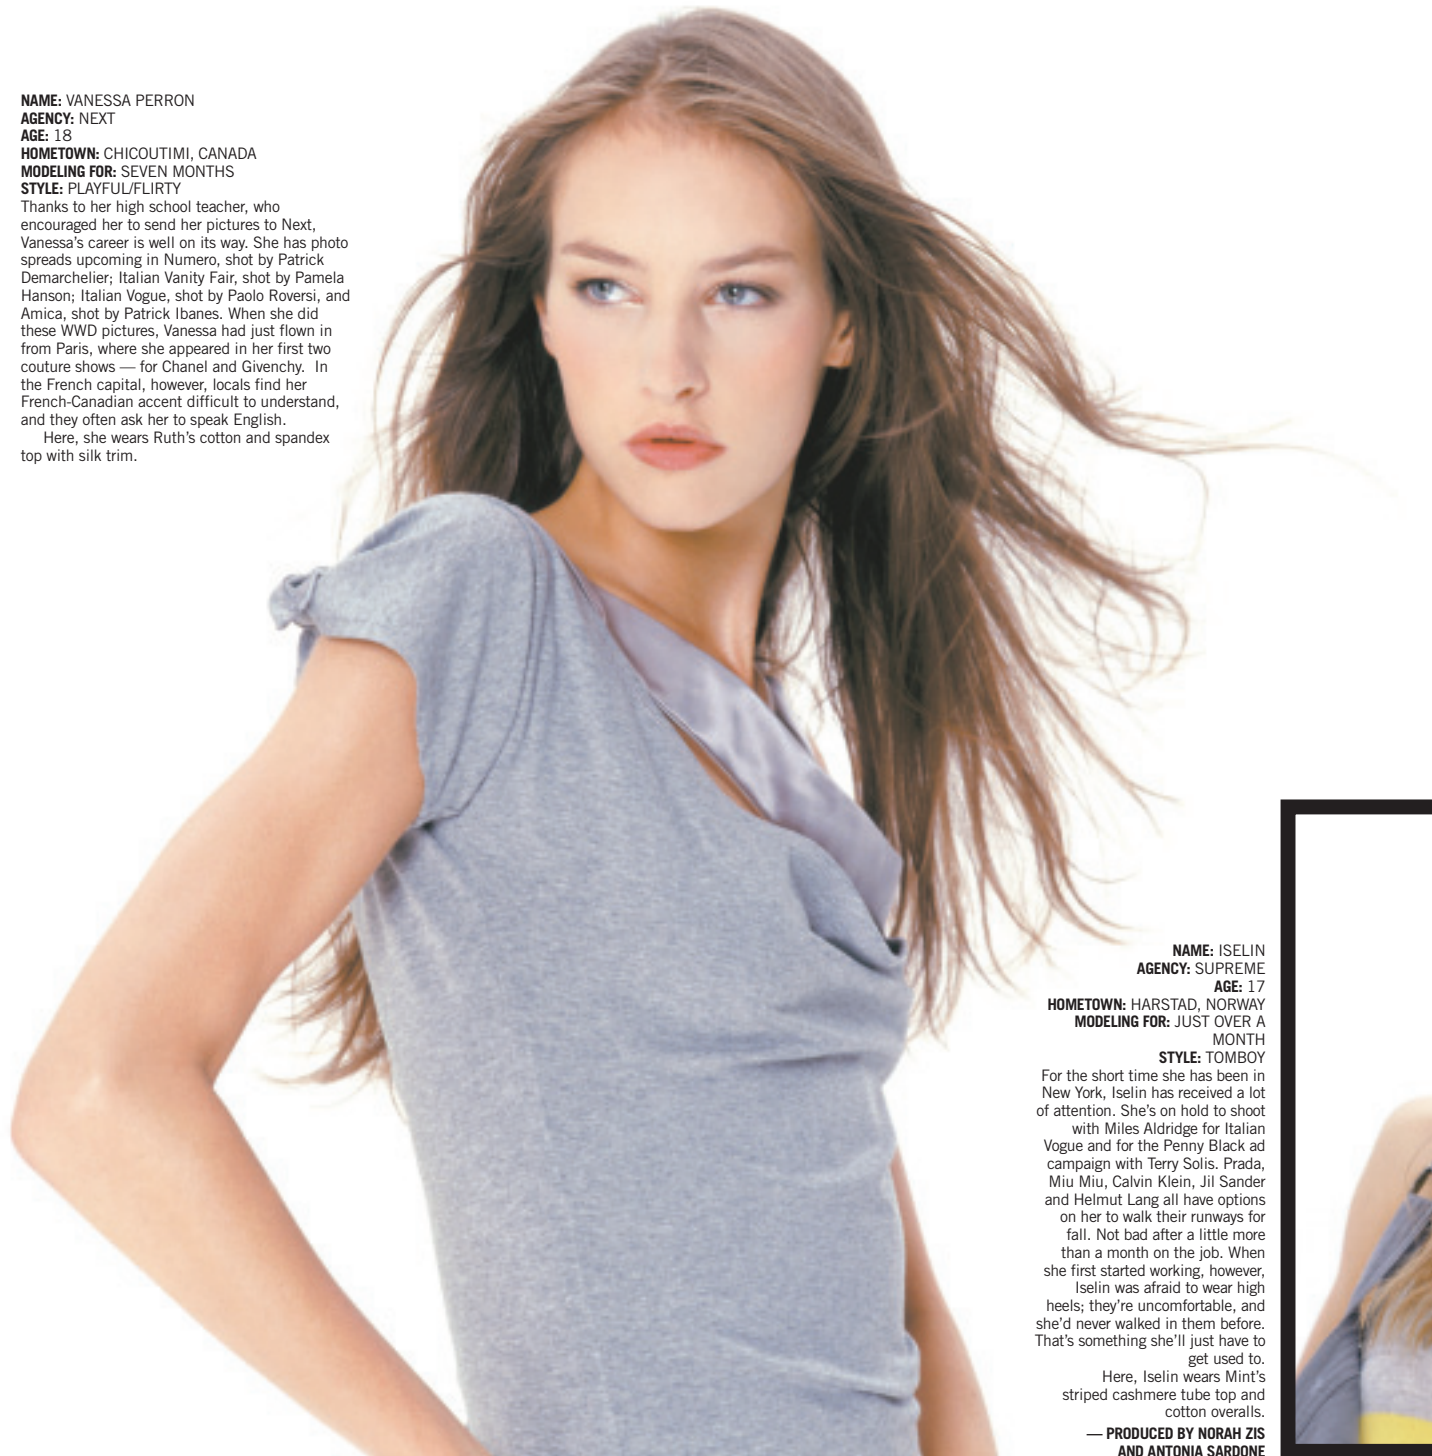 NAME: VANESSA PERRON
AGENCY: NEXT
AGE: 18
HOMETOWN: CHICOUTIMI, CANADA
MODELING FOR: SEVEN MONTHS
STYLE: PLAYFUL/FLIRTY
Thanks to her high school teacher, who
encouraged her to send her pictures to Next,
Vanessa’s career is well on its way. She has photo
spreads upcoming in Numero, shot by Patrick
Demarchelier; Italian Vanity Fair, shot by Pamela
Hanson; Italian Vogue, shot by Paolo Roversi, and
Amica, shot by Patrick Ibanes. When she did
these WWD pictures, Vanessa had just flown in
from Paris, where she appeared in her first two
couture shows — for Chanel and Givenchy. In
the French capital, however, locals find her
French-Canadian accent difficult to understand,
and they often ask her to speak English.
Here, she wears Ruth’s cotton and spandex
top with silk trim.
NAME: ISELIN
AGENCY: SUPREME
AGE: 17
HOMETOWN: HARSTAD, NORWAY
MODELING FOR: JUST OVER A
MONTH
STYLE: TOMBOY
For the short time she has been in
New York, Iselin has received a lot
of attention. She’s on hold to shoot
with Miles Aldridge for Italian
Vogue and for the Penny Black ad
campaign with Terry Solis. Prada,
Miu Miu, Calvin Klein, Jil Sander
and Helmut Lang all have options
on her to walk their runways for
fall. Not bad after a little more
than a month on the job. When
she first started working, however,
Iselin was afraid to wear high
heels; they’re uncomfortable, and
she’d never walked in them before.
That’s something she’ll just have to
get used to.
Here, Iselin wears Mint’s
striped cashmere tube top and
cotton overalls.
— PRODUCED BY NORAH ZIS
AND ANTONIA SARDONE